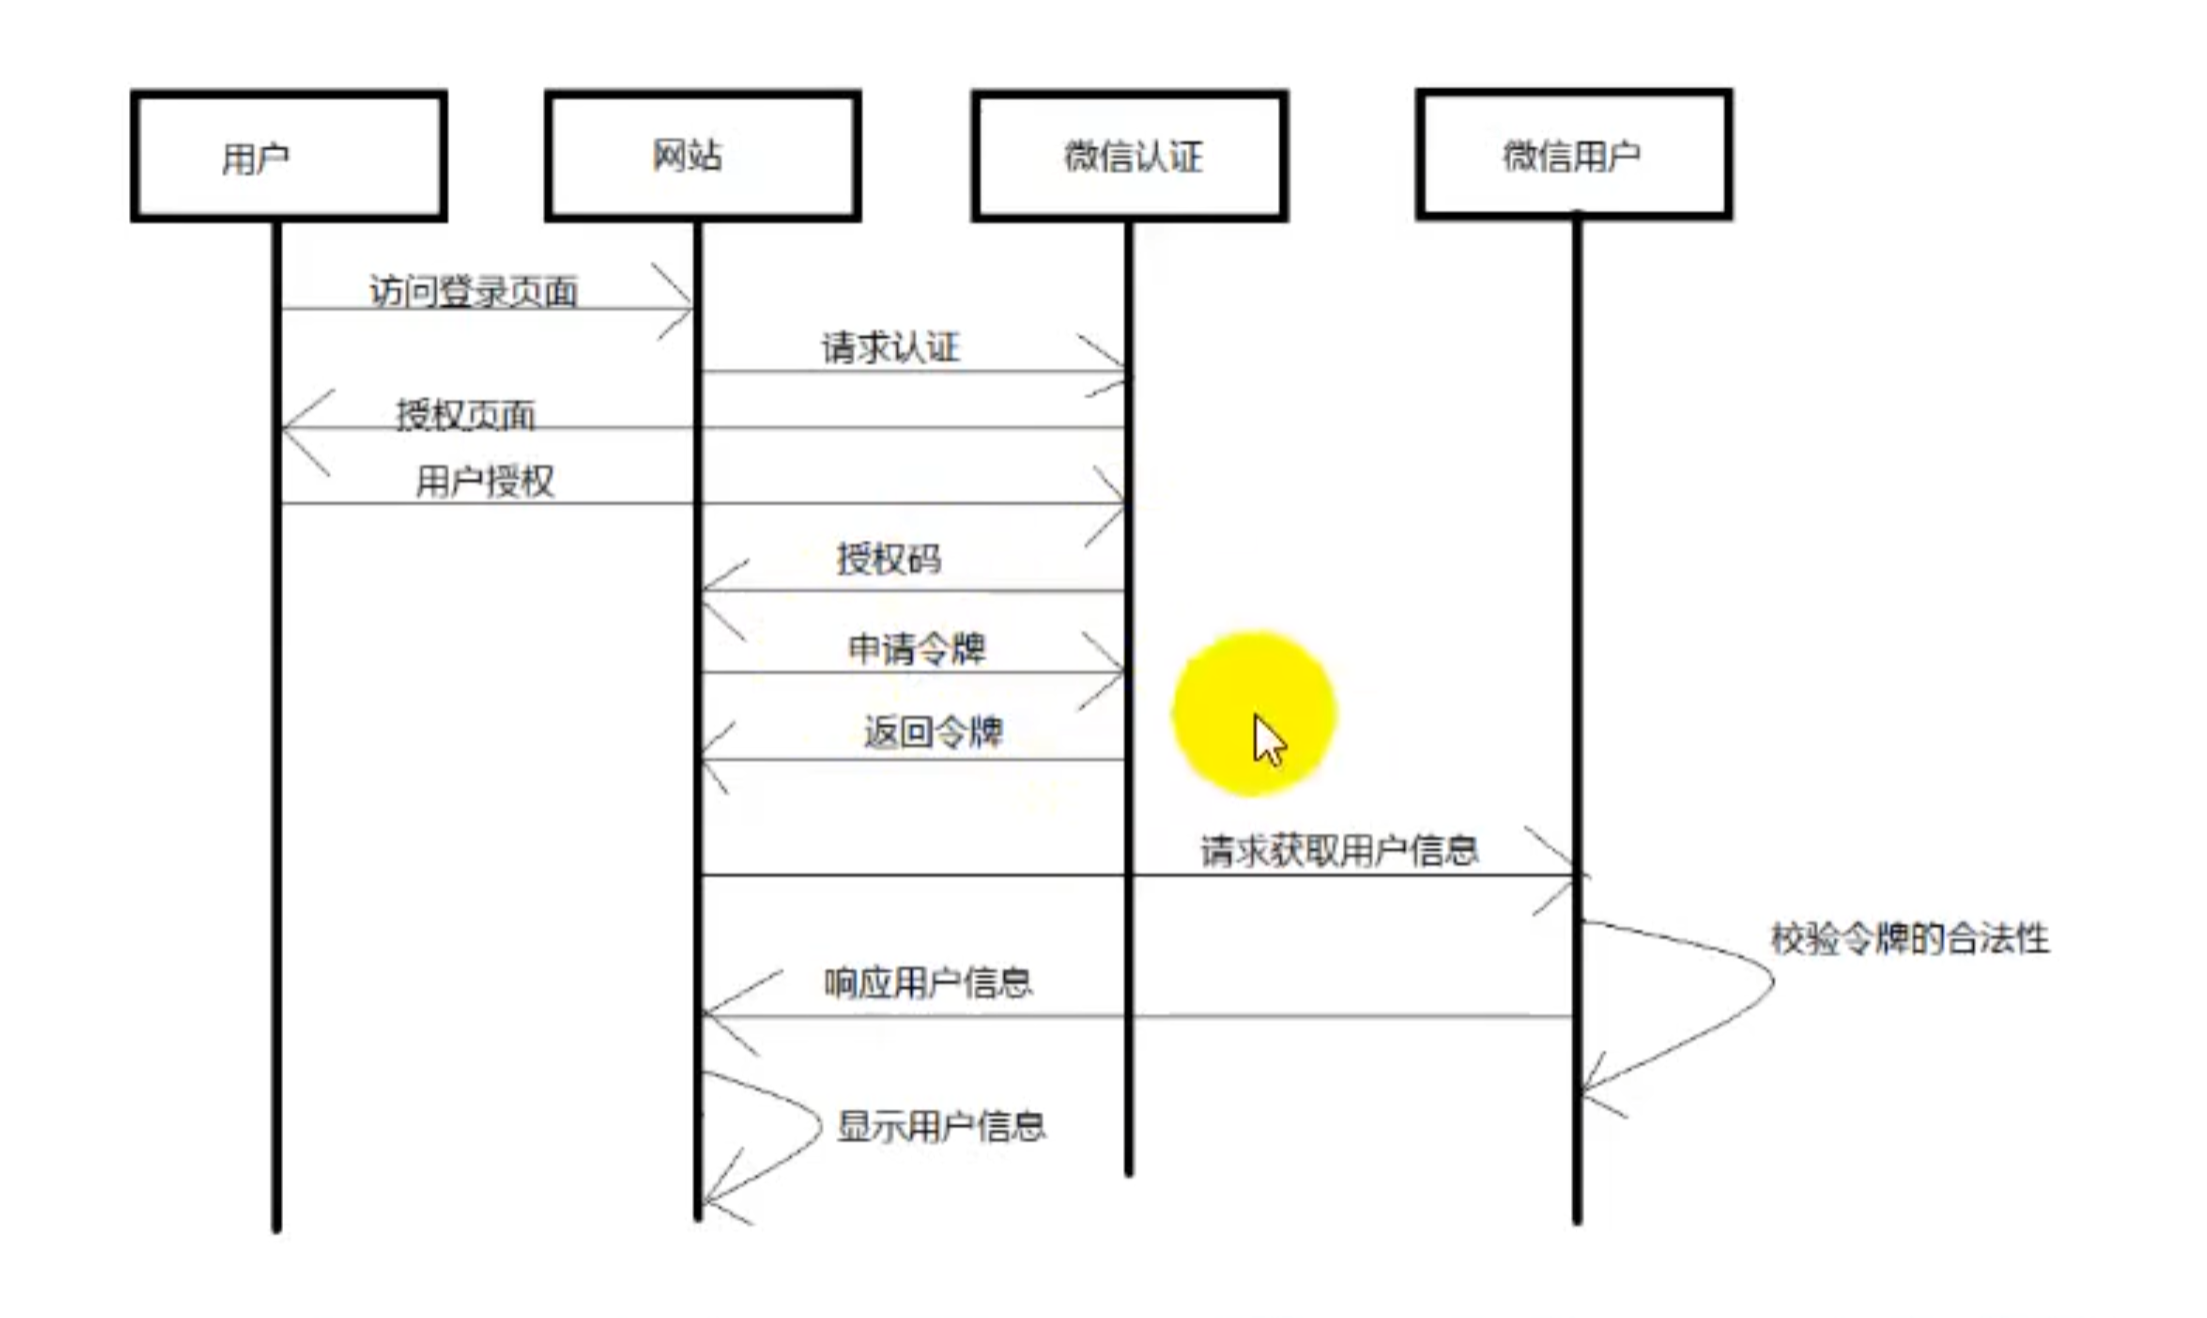 用户
网站
微信认证
微信用户
访问登录页面
请求认证
授权页面
用户授权
授权码
申请令牌
返回令牌
请求获取用户信息
校验令牌的合法性
响应用户信息
显示用户信息